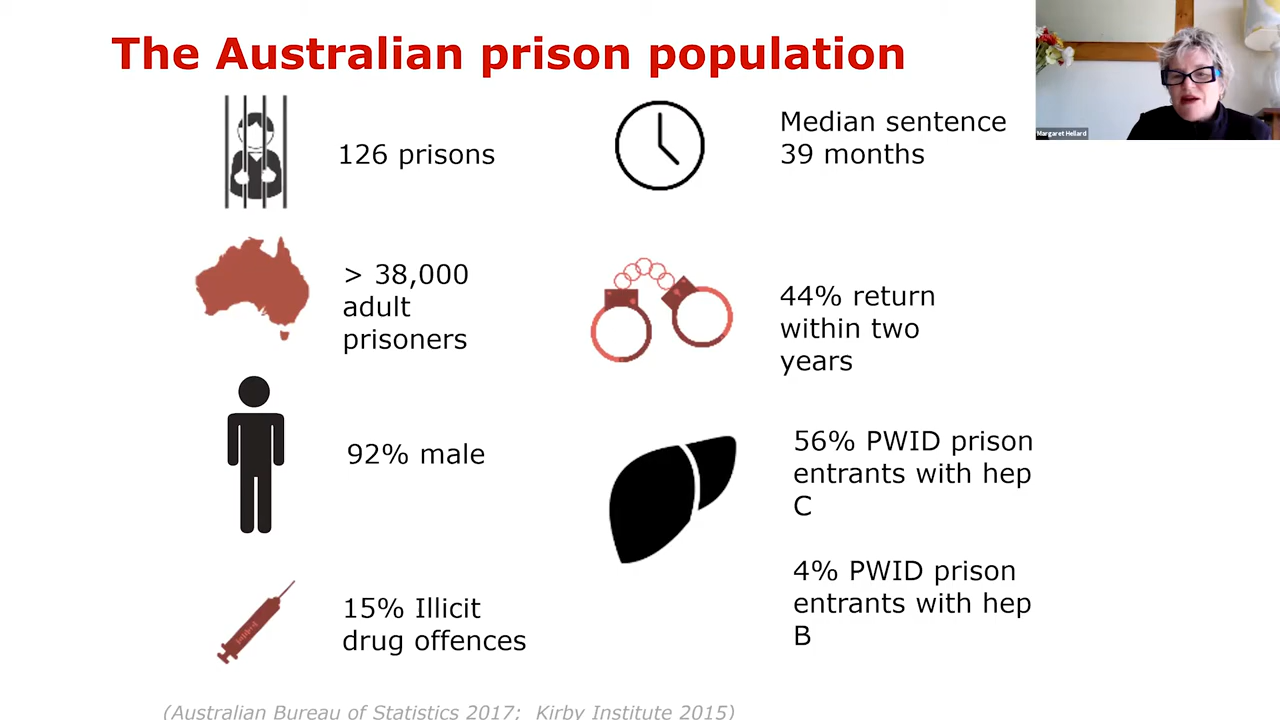 The Australian prison population
126 prisons
> 38,000
adult
prisoners
92% male
15% Illicit
drug offences
Median sentence
39 months
44% return
within two
years
56% PWID prison
entrants with hep
C
4% PWID prison
entrants with hep
B
(Australian Bureau of Statistics 2017; Kirby Institute 2015)
Margaret Hellard